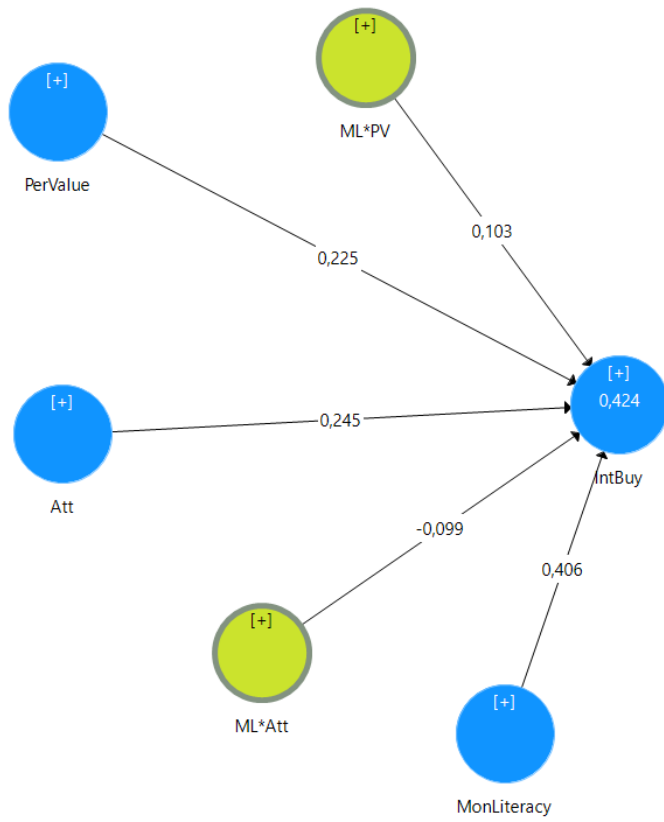 [+]
ML*PV
[+]
PerValue
0,103
0,225
[+]
0,424
IntBuy
[+]
Att
0,245
-0,099
0,406
[+]
ML*Att
[+]
MonLiteracy